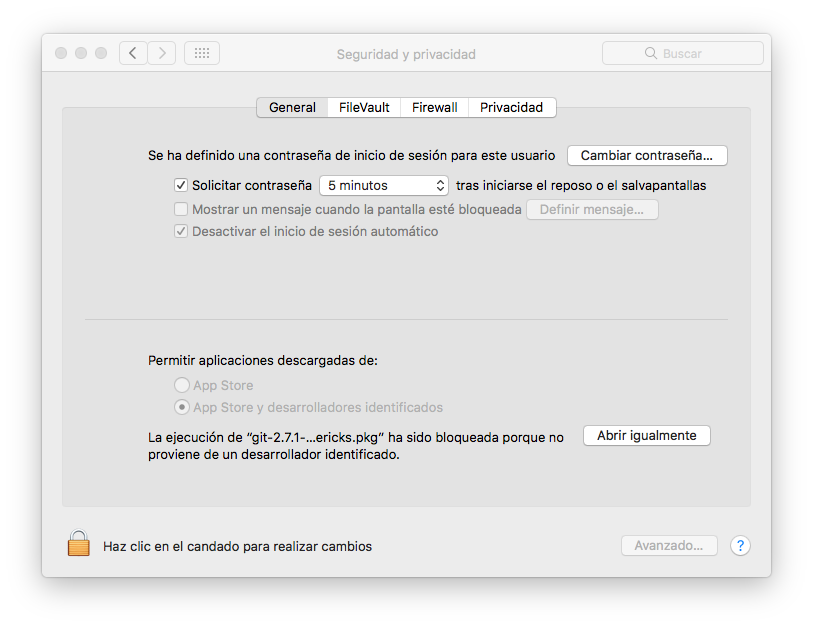 Seguridad y privacidad
Buscar
General
FileVault
Firewall
Privacidad
Se ha definido una contraseña de inicio de sesión para este usuario
Cambiar contraseña...
Solicitar contraseña
5 minutos
tras iniciarse el reposo o el salvapantallas
Mostrar un mensaje cuando la pantalla esté bloqueada
Definir mensaje...
Desactivar el inicio de sesión automático
Permitir aplicaciones descargadas de:
App Store
App Store y desarrolladores identificados
La ejecución de “git-2.7.1-...ericks.pkg” ha sido bloqueada porque no
proviene de un desarrollador identificado.
Abrir igualmente
Haz clic en el candado para realizar cambios
Avanzado...
?